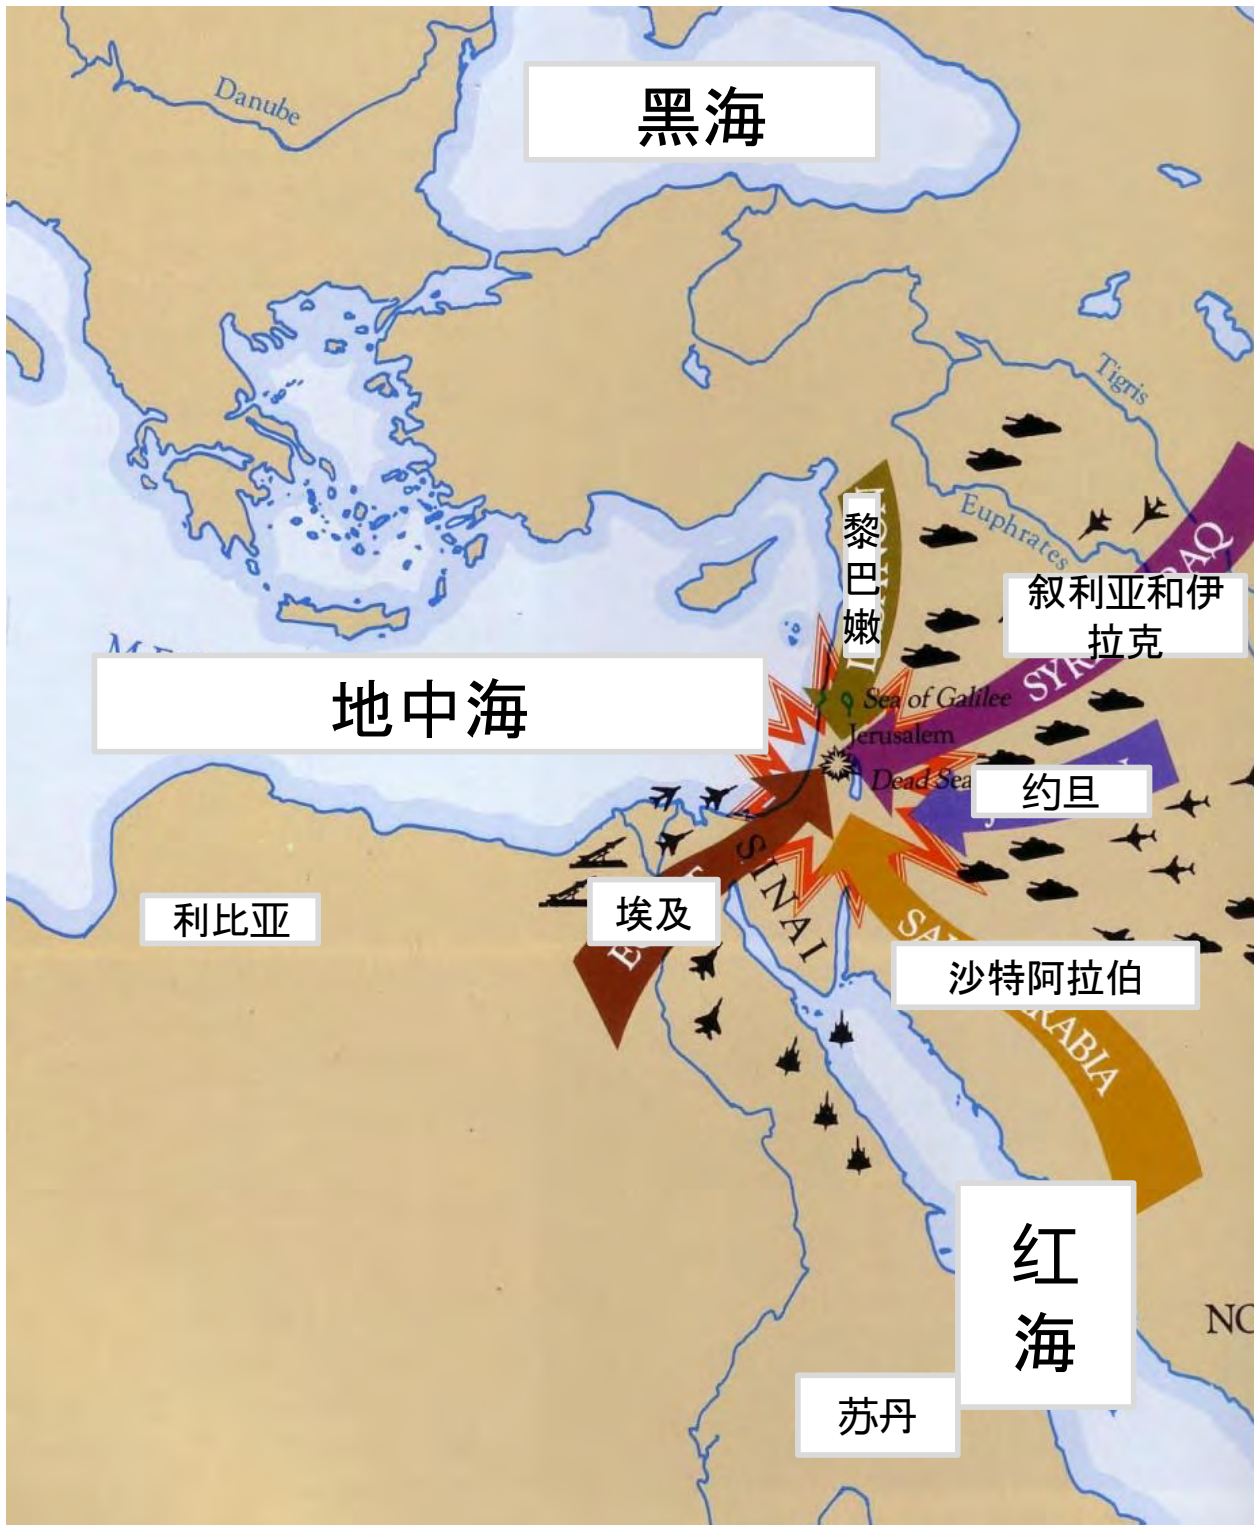 Danube
黑海
Tigris
Euphrates
黎
巴
嫩
叙利亚和伊
拉克
地中海
Sea of Galilee
Jerusalem
Dead Sea
约旦
SINAI
利比亚
埃及
沙特阿拉伯
红
海
NO
苏丹